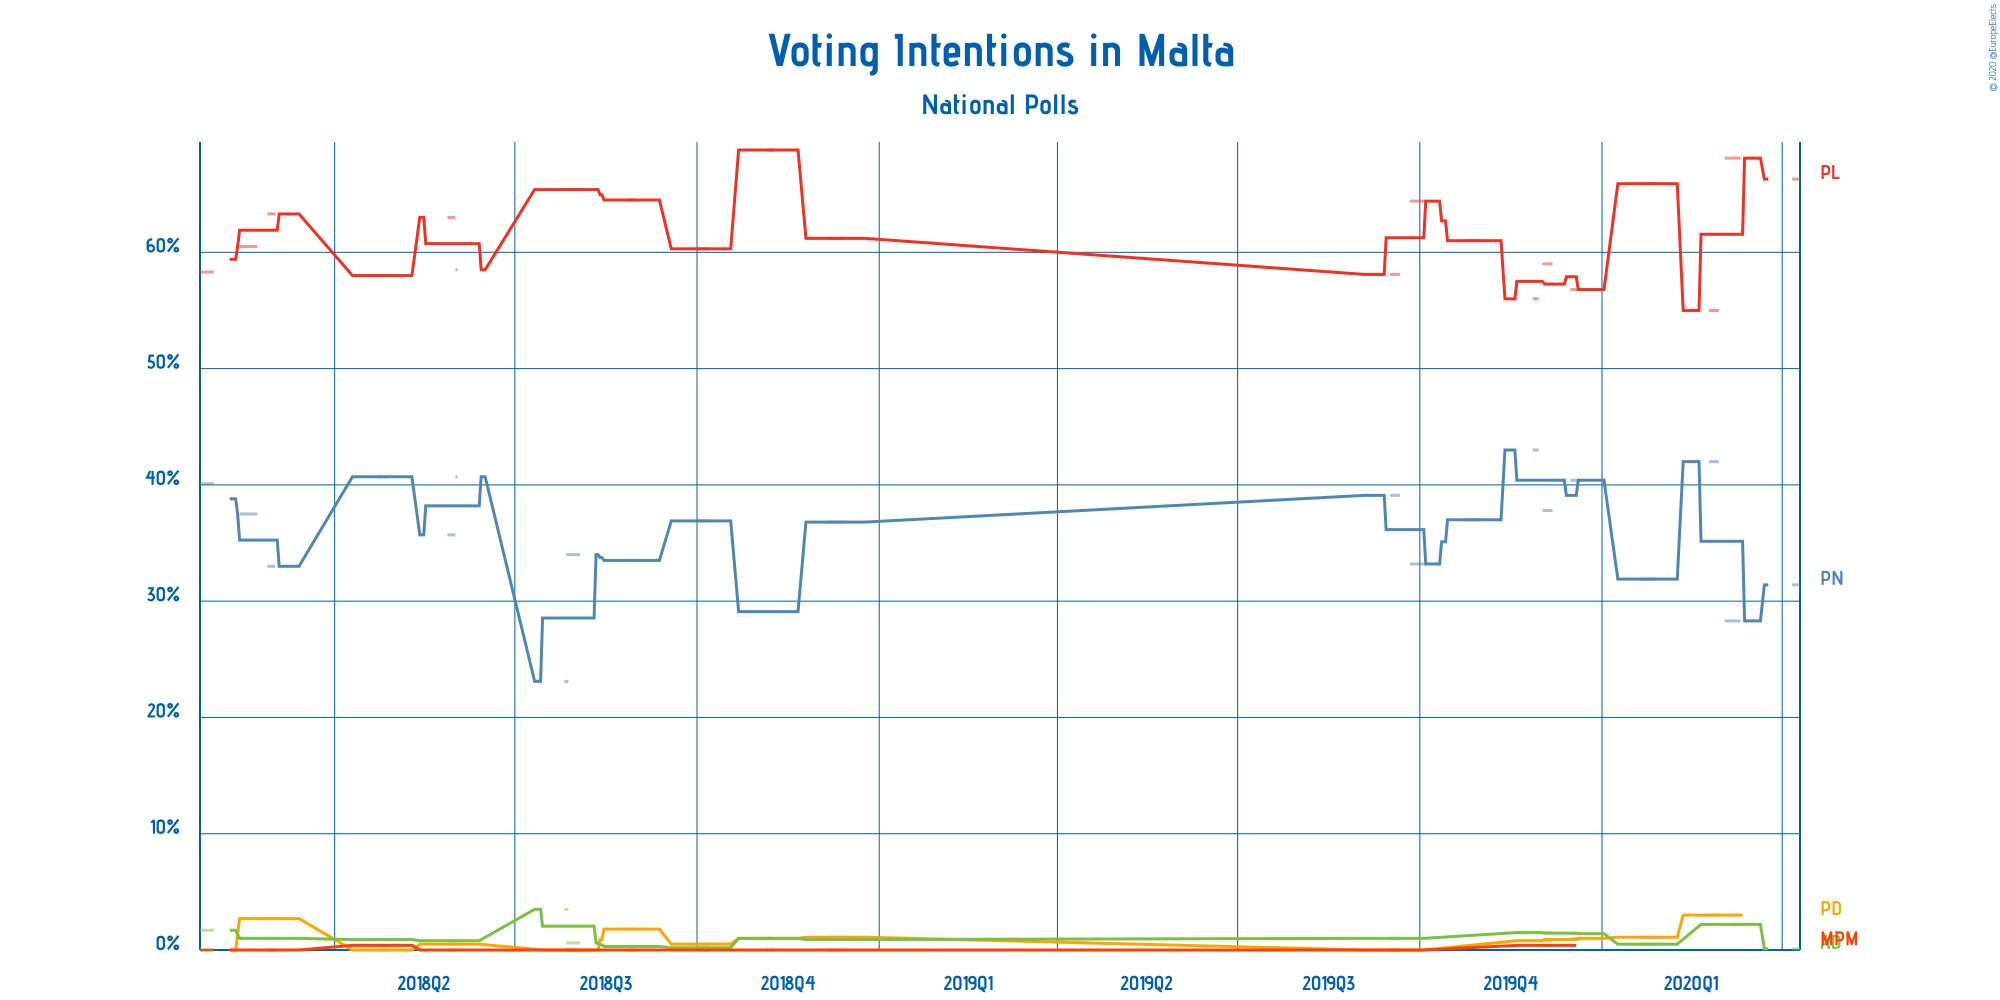 © 2020 @EuropeElects
Voting Intentions in Malta
National Polls
PL
60%
50%
40%
PN
30%
20%
10%
PD
0%
MPM
AD
2018Q2 2018Q3 2018Q4 2019Q1 2019Q2 2019Q3 2019Q4 2020Q1